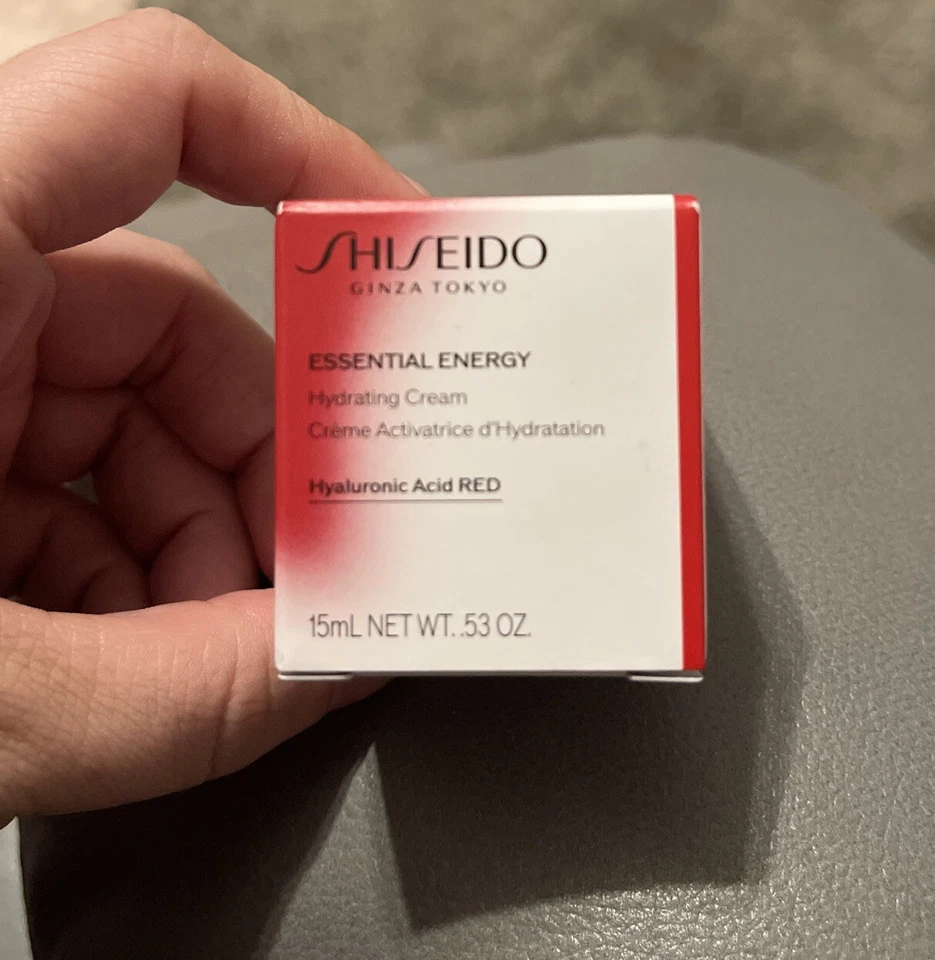 SHISEIDO
GINZA TOKYO
ESSENTIAL ENERGY
Hydrating Cream
Crème Activatrice d'Hydratation
Hyaluronic Acid RED
15mL NET WT. .53 OZ.